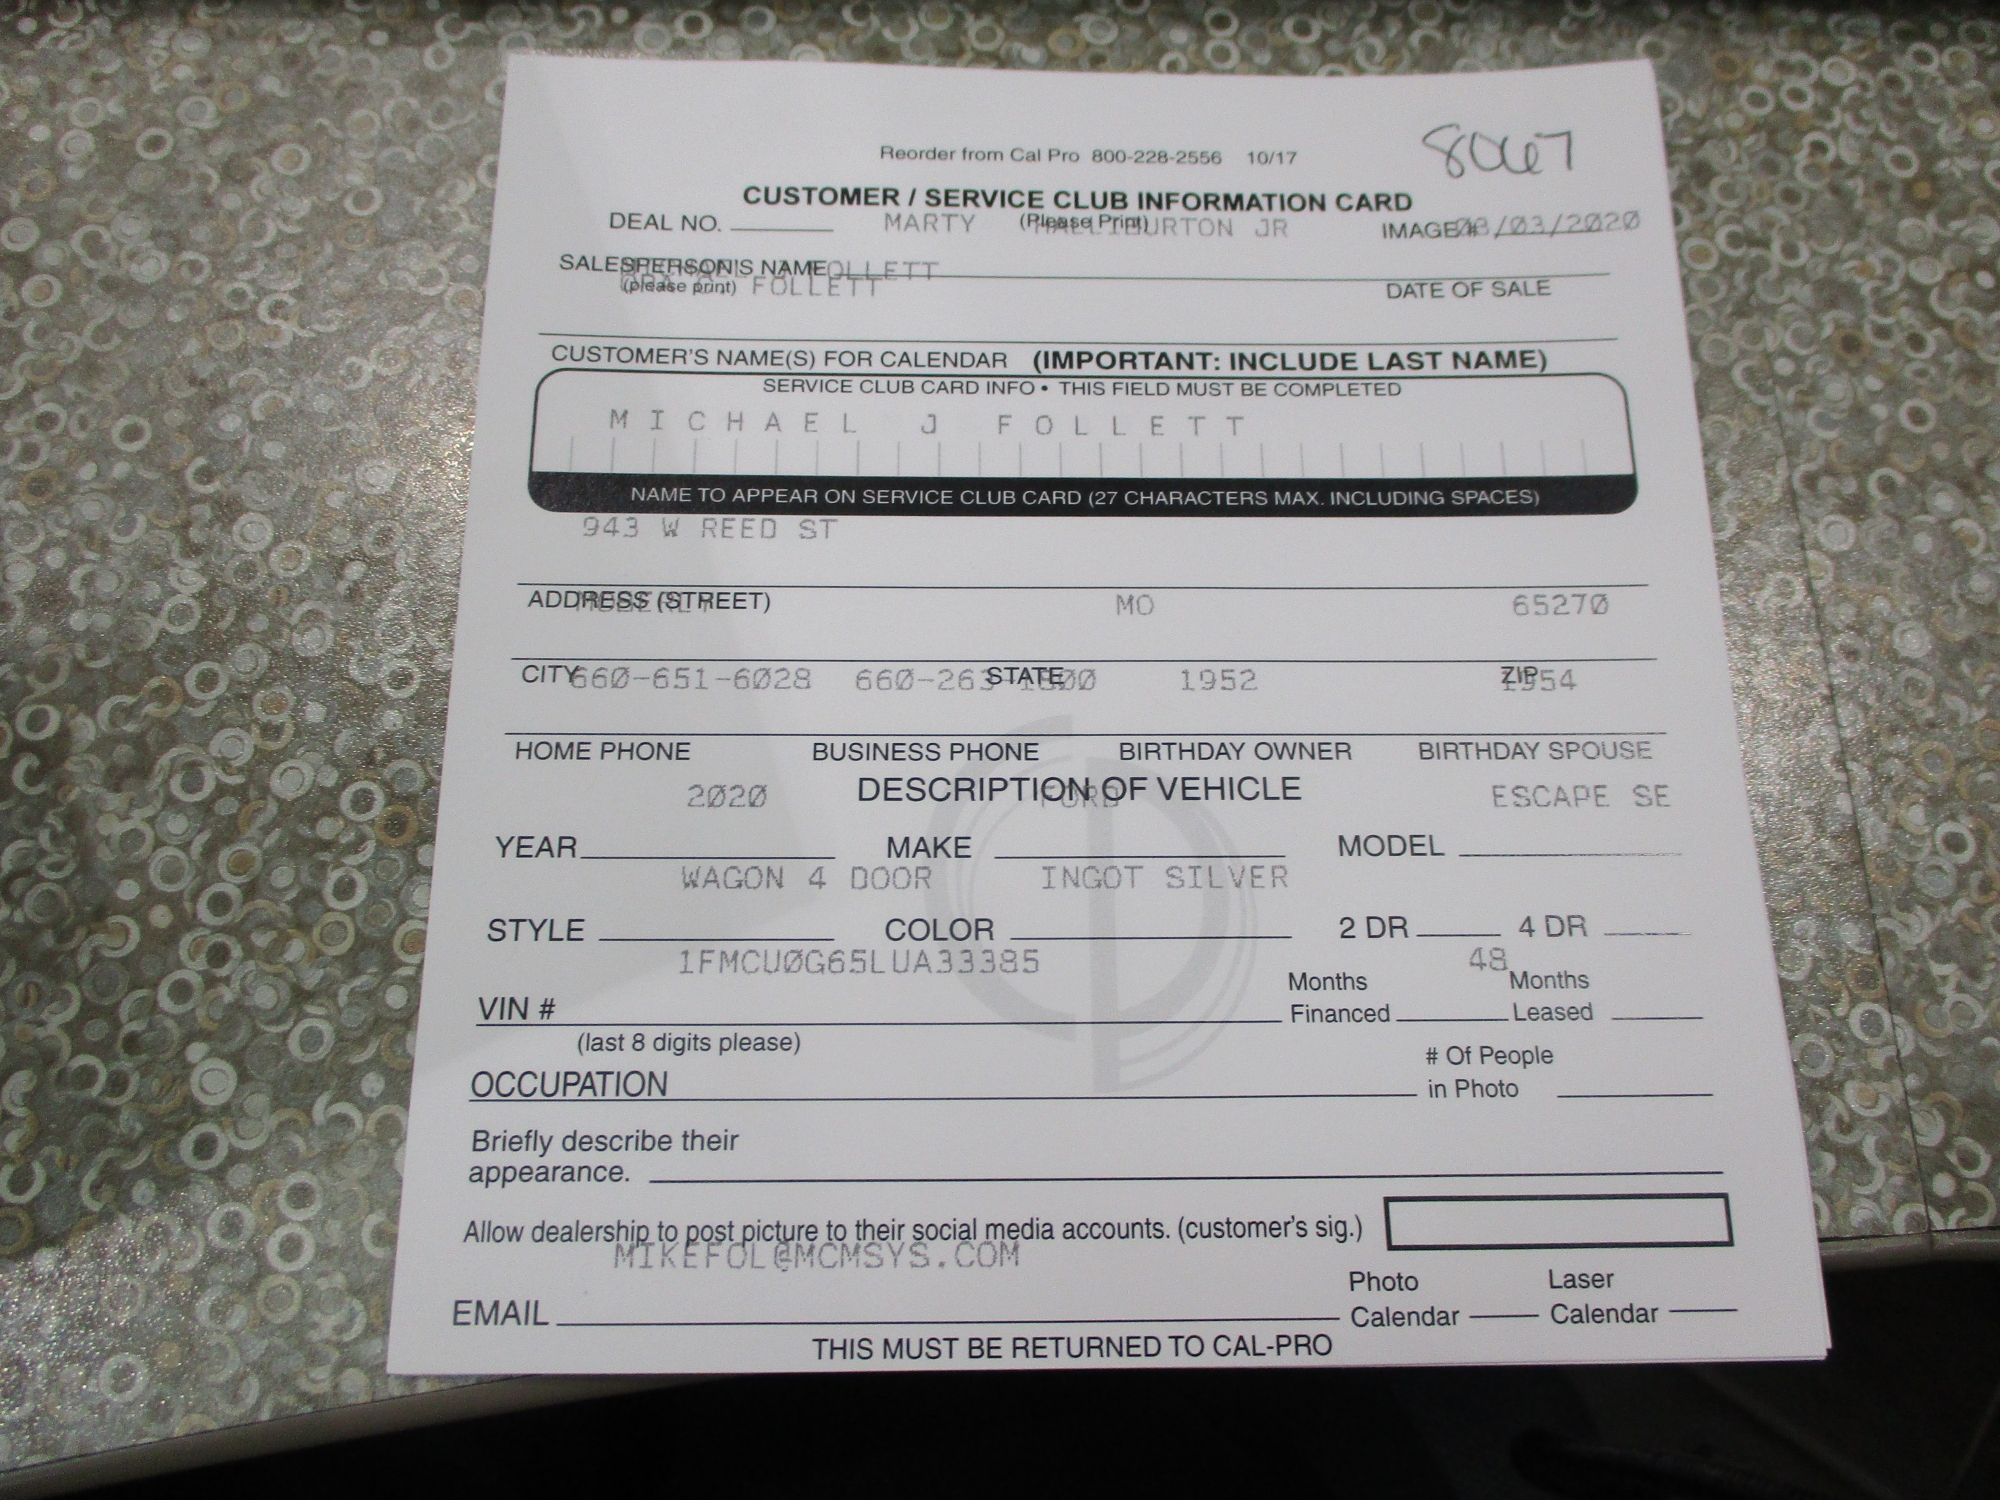 Reorder from Cal Pro 800-228-2556 10/17 8067
CUSTOMER / SERVICE CLUB INFORMATION CARD
DEAL NO. MARTY (Please Print) JR IMAGE# /03/2020
SALESPERSON'S NAME
(please print) FOLLETT DATE OF SALE
CUSTOMER'S NAME(S) FOR CALENDAR (IMPORTANT: INCLUDE LAST NAME)
SERVICE CLUB CARD INFO • THIS FIELD MUST BE COMPLETED
MICHAEL J FOLLETT
NAME TO APPEAR ON SERVICE CLUB CARD (27 CHARACTERS MAX. INCLUDING SPACES)
943 W REED ST
ADDRESS (STREET) MO 65270
CITY 660-651-6028 STATE 1952 ZIP 1954
HOME PHONE BUSINESS PHONE BIRTHDAY OWNER BIRTHDAY SPOUSE
2020 DESCRIPTION OF VEHICLE FORD ESCAPE SE
YEAR MAKE MODEL
WAGON 4 DOOR INGOT SILVER
STYLE COLOR 2 DR 4 DR
1FMCU0G65LUA33385 48
VIN # Months Financed Months Leased
(last 8 digits please)
OCCUPATION # Of People in Photo
Briefly describe their
appearance.
Allow dealership to post picture to their social media accounts. (customer's sig.)
MIKEFOL@MCMSYS.COM
EMAIL Photo Calendar Laser Calendar
THIS MUST BE RETURNED TO CAL-PRO